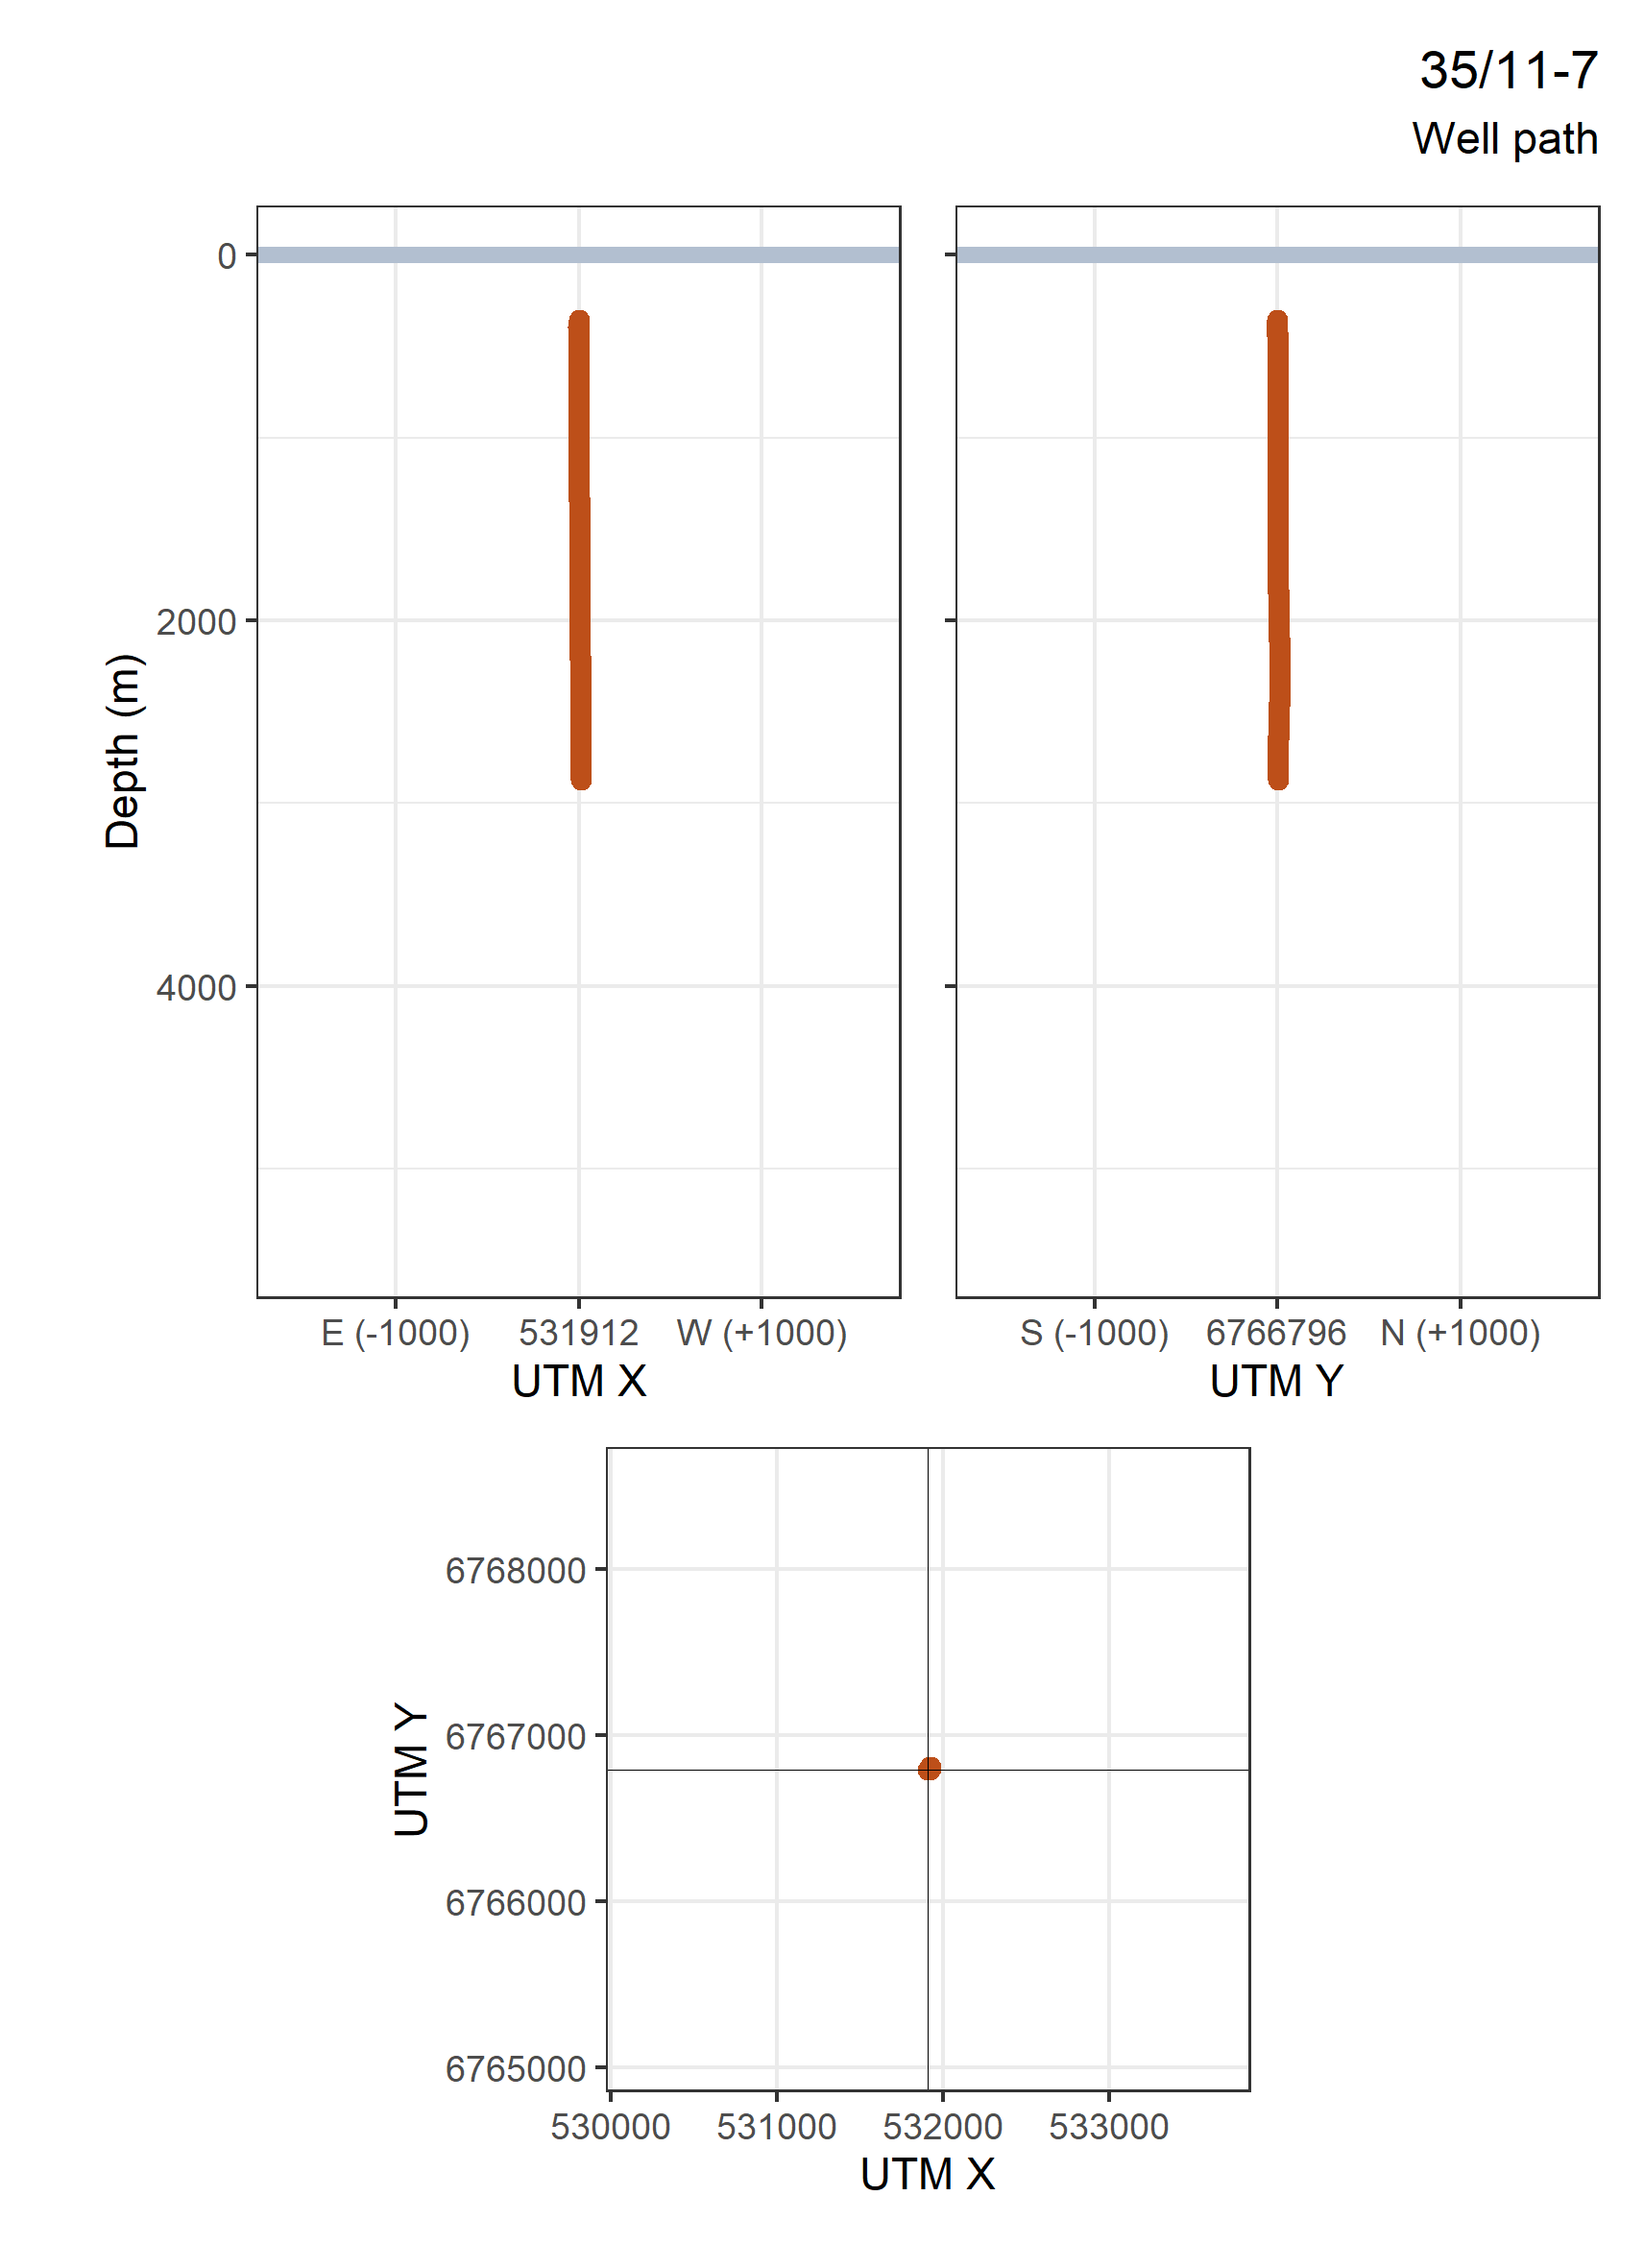 35/11-7
Well path
0
2000
4000
Depth (m)
E (-1000) 531912 W (+1000)
UTM X
S (-1000) 6766796 N (+1000)
UTM Y
6768000
6767000
6766000
6765000
UTM Y
530000 531000 532000 533000
UTM X